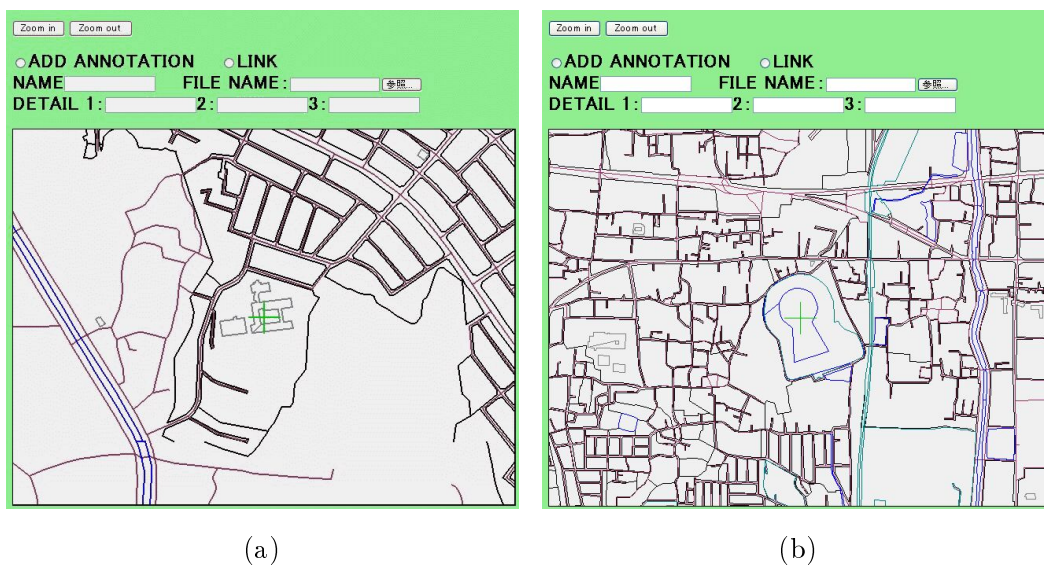 Zoom in Zoom out
ADD ANNOTATION LINK
NAME FILE NAME: 参照...
DETAIL 1: 2: 3:
Zoom in Zoom out
ADD ANNOTATION LINK
NAME FILE NAME: 参照...
DETAIL 1: 2: 3:
(a)
(b)